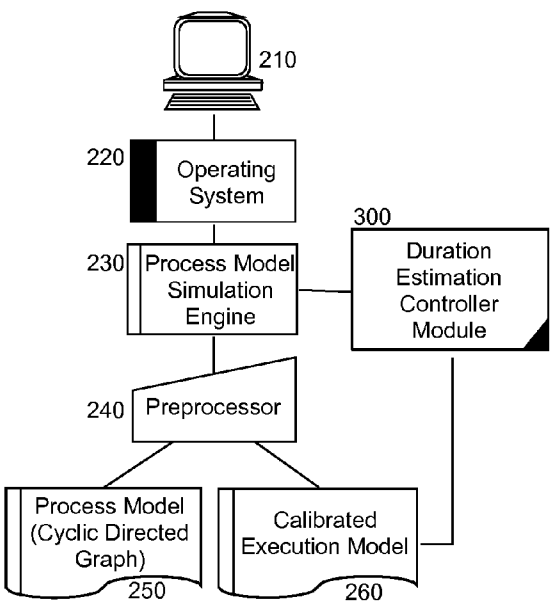 210
220
Operating
System
300
230
Process Model
Simulation
Engine
Duration
Estimation
Controller
Module
240
Preprocessor
Process Model
(Cyclic Directed
Graph)
250
Calibrated
Execution Model
260